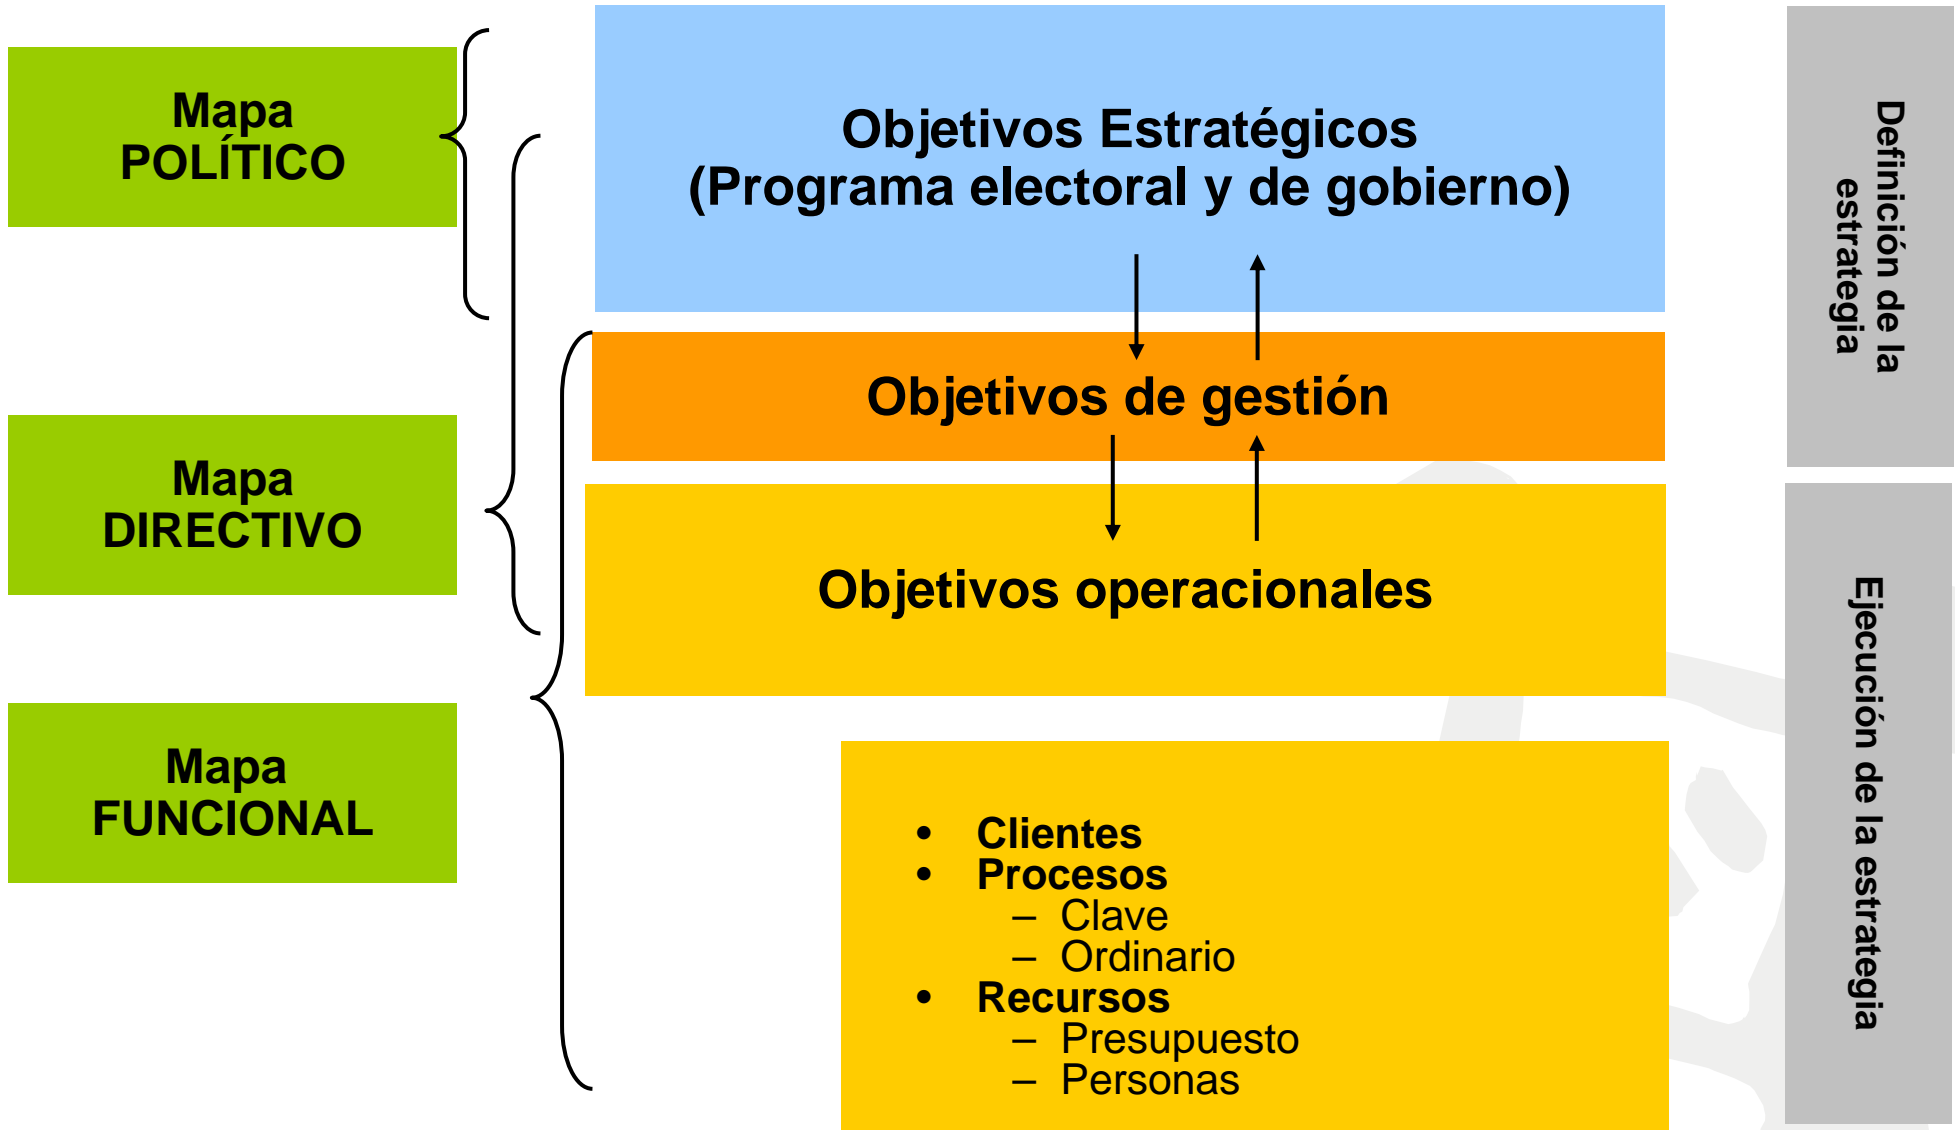 Mapa
POLÍTICO
Objetivos Estratégicos
(Programa electoral y de gobierno)
Definición de la
estrategia
Objetivos de gestión
Mapa
DIRECTIVO
Objetivos operacionales
Ejecución de la estrategia
Mapa
FUNCIONAL
• Clientes
• Procesos
– Clave
– Ordinario
• Recursos
– Presupuesto
– Personas